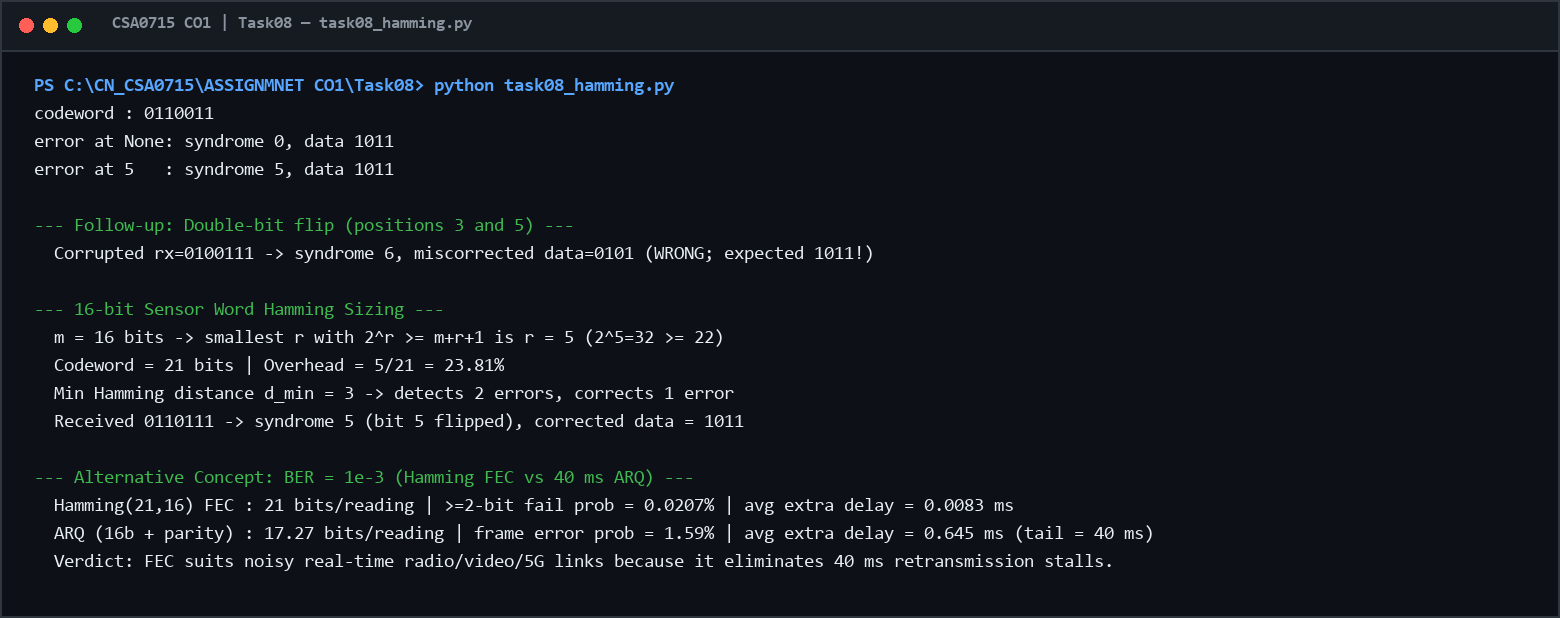 CSA0715 CO1 | Task08 — task08_hamming.py
PS C:\CN_CSA0715\ASSIGNMNET CO1\Task08> python task08_hamming.py
codeword : 0110011
error at None: syndrome 0, data 1011
error at 5   : syndrome 5, data 1011
--- Follow-up: Double-bit flip (positions 3 and 5) ---
Corrupted rx=0100111 -> syndrome 6, miscorrected data=0101 (WRONG; expected 1011!)
--- 16-bit Sensor Word Hamming Sizing ---
m = 16 bits -> smallest r with 2^r >= m+r+1 is r = 5 (2^5=32 >= 22)
Codeword = 21 bits | Overhead = 5/21 = 23.81%
Min Hamming distance d_min = 3 -> detects 2 errors, corrects 1 error
Received 0110111 -> syndrome 5 (bit 5 flipped), corrected data = 1011
--- Alternative Concept: BER = 1e-3 (Hamming FEC vs 40 ms ARQ) ---
Hamming(21,16) FEC : 21 bits/reading | >=2-bit fail prob = 0.0207% | avg extra delay = 0.0083 ms
ARQ (16b + parity) : 17.27 bits/reading | frame error prob = 1.59% | avg extra delay = 0.645 ms (tail = 40 ms)
Verdict: FEC suits noisy real-time radio/video/5G links because it eliminates 40 ms retransmission stalls.